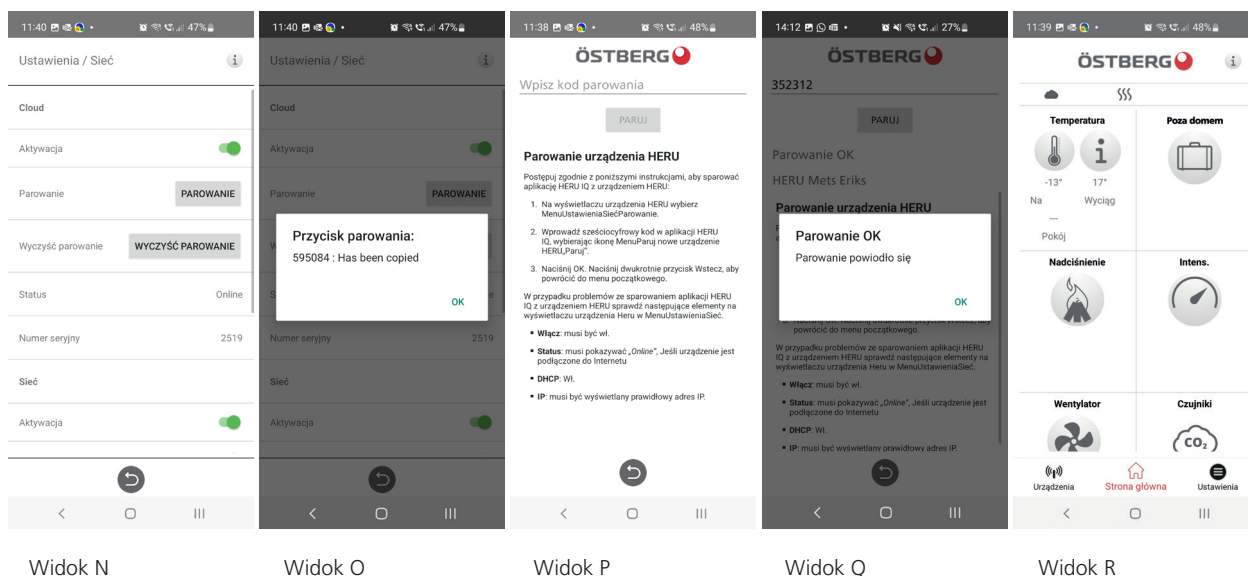 11:40 47%
Ustawienia / Sieć i
Cloud
Aktywacja
Parowanie PAROWANIE
Wyczyść parowanie WYCZYŚĆ PAROWANIE
Status Online
Numer seryjny 2519
Sieć
Aktywacja
Widok N
11:40 47%
Ustawienia / Sieć i
Cloud
Aktywacja
Parowanie PAROWANIE
Przycisk parowania:
595084 : Has been copied
OK
Numer seryjny 2519
Sieć
Aktywacja
Widok O
11:38 48%
ÖSTBERG
Wpisz kod parowania
PARUJ
Parowanie urządzenia HERU
Postępuj zgodnie z poniższymi instrukcjami, aby sparować
aplikację HERU IQ z urządzeniem HERU:
1. Na wyświetlaczu urządzenia HERU wybierz
MenuUstawieniaSiećParowanie.
2. Wprowadź sześciocyfrowy kod w aplikacji HERU
IQ, wybierając ikonę MenuParuj nowe urządzenie
HERU„Paruj”.
3. Naciśnij OK. Naciśnij dwukrotnie przycisk Wstecz, aby
powrócić do menu początkowego.
W przypadku problemów ze sparowaniem aplikacji HERU
IQ z urządzeniem HERU sprawdź następujące elementy na
wyświetlaczu urządzenia Heru w MenuUstawieniaSieć.
▪ Włącz: musi być wł.
▪ Status: musi pokazywać „Online”, Jeśli urządzenie jest
podłączone do Internetu
▪ DHCP: Wł.
▪ IP: musi być wyświetlany prawidłowy adres IP.
Widok P
14:12 27%
ÖSTBERG
352312
PARUJ
Parowanie OK
HERU Mets Eriks
Parowanie urządzenia HERU
Parowanie OK
Parowanie powiodło się
OK
3. Naciśnij OK. Naciśnij dwukrotnie przycisk Wstecz, aby
powrócić do menu początkowego.
W przypadku problemów ze sparowaniem aplikacji HERU
IQ z urządzeniem HERU sprawdź następujące elementy na
wyświetlaczu urządzenia Heru w MenuUstawieniaSieć.
▪ Włącz: musi być wł.
▪ Status: musi pokazywać „Online”, Jeśli urządzenie jest
podłączone do Internetu
▪ DHCP: Wł.
▪ IP: musi być wyświetlany prawidłowy adres IP.
Widok Q
11:39 48%
ÖSTBERG i
Temperatura Poza domem
i
-13° 17°
Na Wyciąg
---
Pokój
Nadciśnienie Intens.
Wentylator Czujniki
CO₂
Urządzenia Strona główna Ustawienia
Widok R